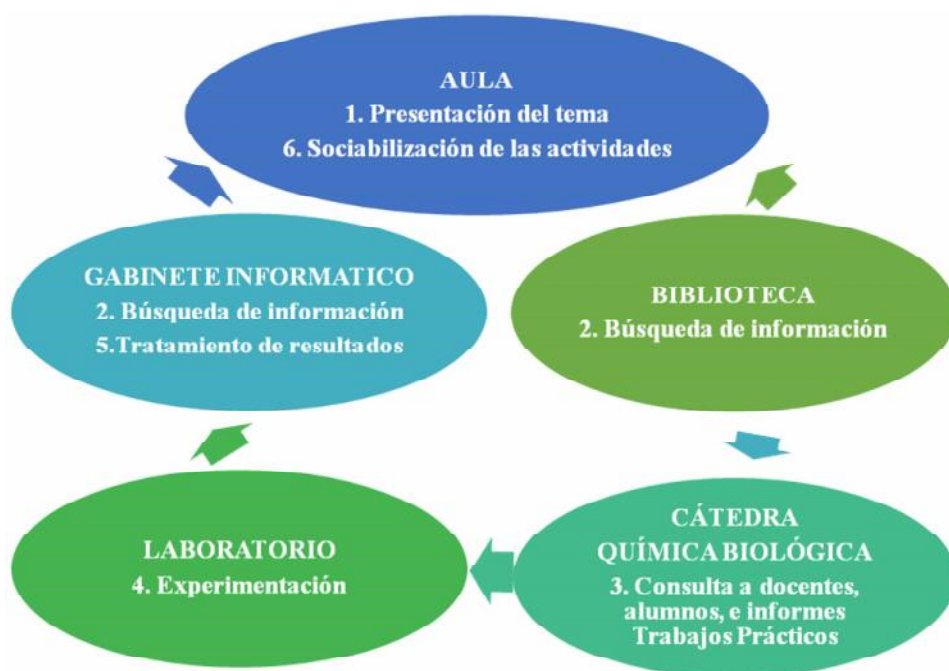 AULA
1. Presentación del tema
6. Sociabilización de las actividades
GABINETE INFORMATICO
2. Búsqueda de información
5.Tratamiento de resultados
BIBLIOTECA
2. Búsqueda de información
LABORATORIO
4. Experimentación
CÁTEDRA
QUÍMICA BIOLÓGICA
3. Consulta a docentes,
alumnos, e informes
Trabajos Prácticos